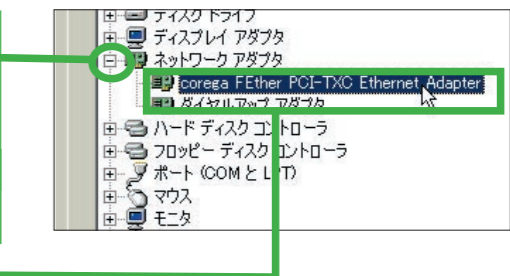 ディスク ドライブ
ディスプレイ アダプタ
ネットワーク アダプタ
corega FEther PCI-TXC Ethernet Adapter
ダイヤルアップ アダプタ
ハード ディスク コントローラ
フロッピー ディスク コントローラ
ポート (COM と LPT)
マウス
モニタ